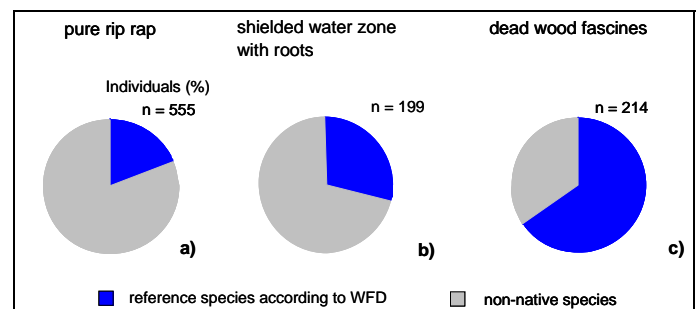 pure rip rap
shielded water zone
with roots
dead wood fascines
Individuals (%)
n = 555
n = 199
n = 214
a)
b)
c)
reference species according to WFD
non-native species